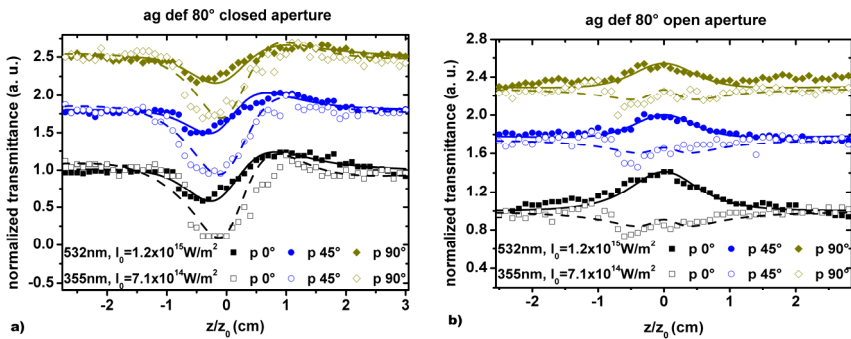 ag def 80° closed aperture
normalized transmittance (a. u.)
2.5
2.0
1.5
1.0
0.5
0.0
-0.5
532nm, I0=1.2x10^15W/m^2 p 0° p 45° p 90°
355nm, I0=7.1x10^14W/m^2 p 0° p 45° p 90°
-2 -1 0 1 2 3
z/z0 (cm)
a)
ag def 80° open aperture
normalized transmittance (a. u.)
2.8
2.4
2.0
1.6
1.2
0.8
532nm, I0=1.2x10^15W/m^2 p 0° p 45° p 90°
355nm, I0=7.1x10^14W/m^2 p 0° p 45° p 90°
-2 -1 0 1 2
z/z0 (cm)
b)